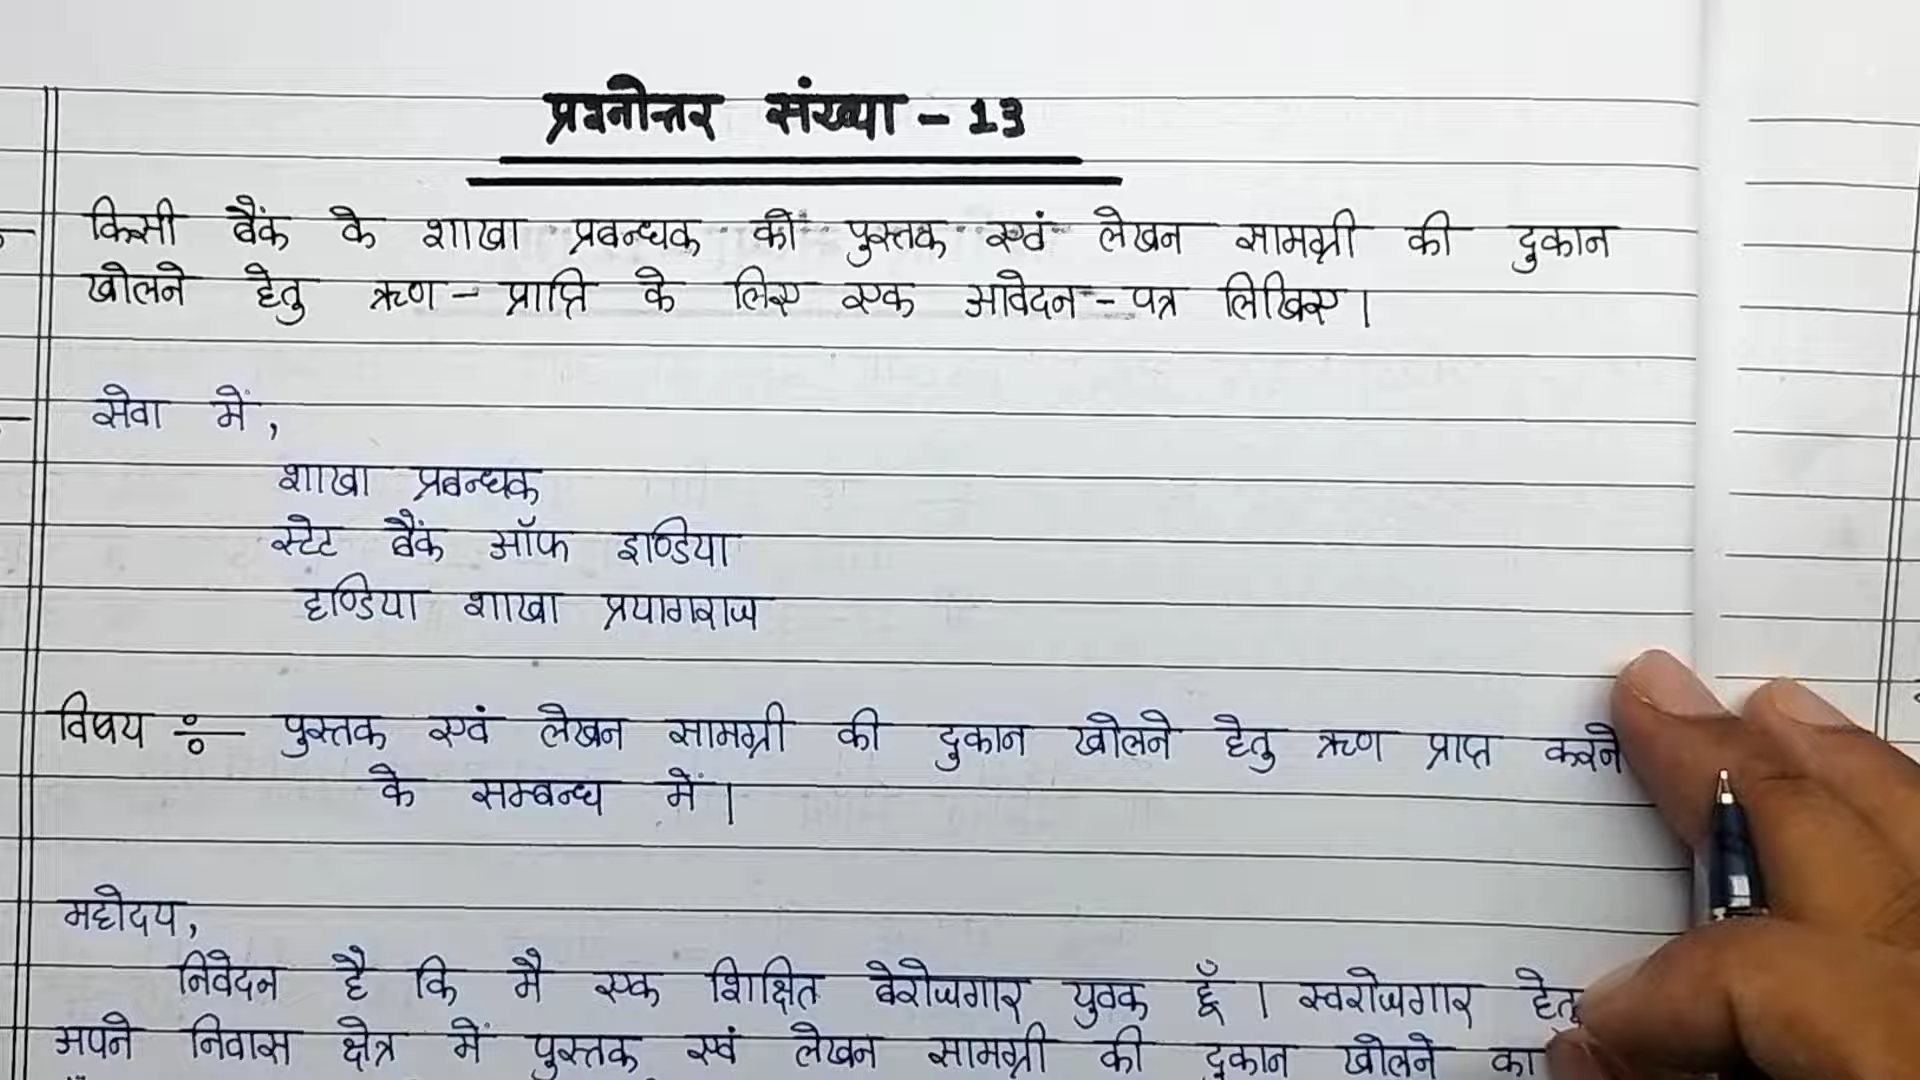 प्रश्नोत्तर संख्या - 13
किसी बैंक के शाखा प्रबन्धक को पुस्तक एवं लेखन सामग्री की दुकान
खोलने हेतु ऋण - प्राप्ति के लिए एक आवेदन - पत्र लिखिए।
सेवा में,
शाखा प्रबन्धक
स्टेट बैंक ऑफ इण्डिया
हण्डिया शाखा प्रयागराज
विषय ÷ पुस्तक एवं लेखन सामग्री की दुकान खोलने हेतु ऋण प्राप्त करने
के सम्बन्ध में।
महोदय,
निवेदन है कि मै एक शिक्षित बेरोजगार युवक हूँ। स्वरोजगार हेतु
अपने निवास क्षेत्र में पुस्तक एवं लेखन सामग्री की दुकान खोलने का